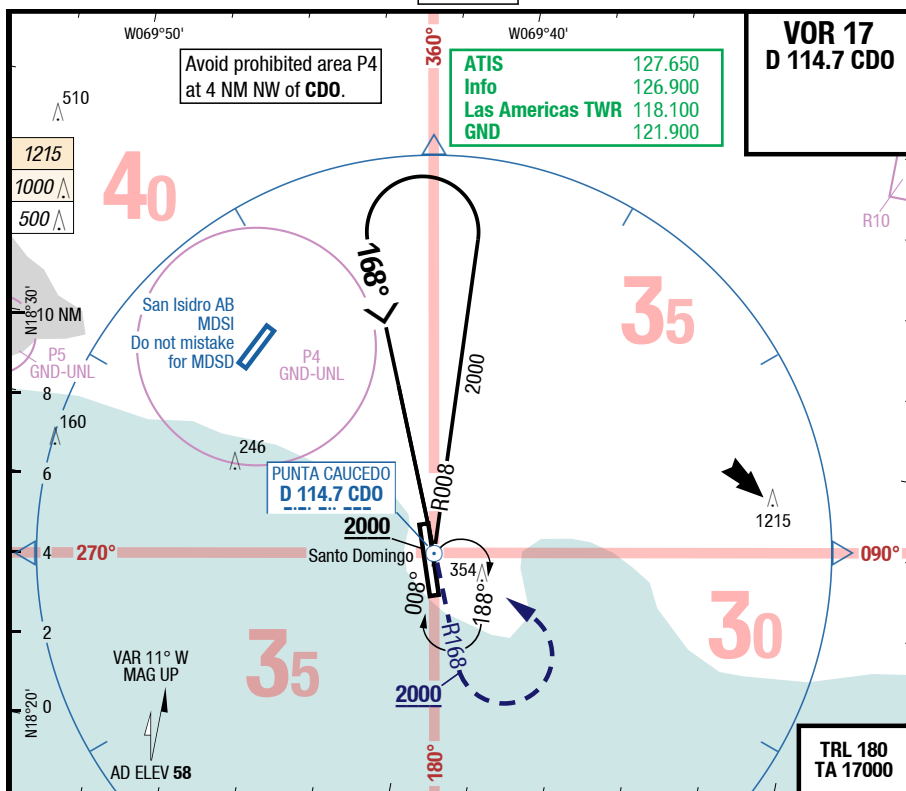 W069°50'
W069°40'
VOR 17
D 114.7 CDO
Avoid prohibited area P4
at 4 NM NW of CDO.
360°
ATIS 127.650
Info 126.900
Las Americas TWR 118.100
GND 121.900
510
1215
1000
500
40
R10
168°
35
N18°30'
10 NM
San Isidro AB
MDSI
Do not mistake
for MDSD
P4
GND-UNL
P5
GND-UNL
2000
8
160
246
6
PUNTA CAUCEDO
D 114.7 CDO
R008
1215
2000
4
270°
Santo Domingo
354
090°
008°
188°
R168
2
30
35
VAR 11° W
MAG UP
2000
N18°20'
0
180°
AD ELEV 58
TRL 180
TA 17000